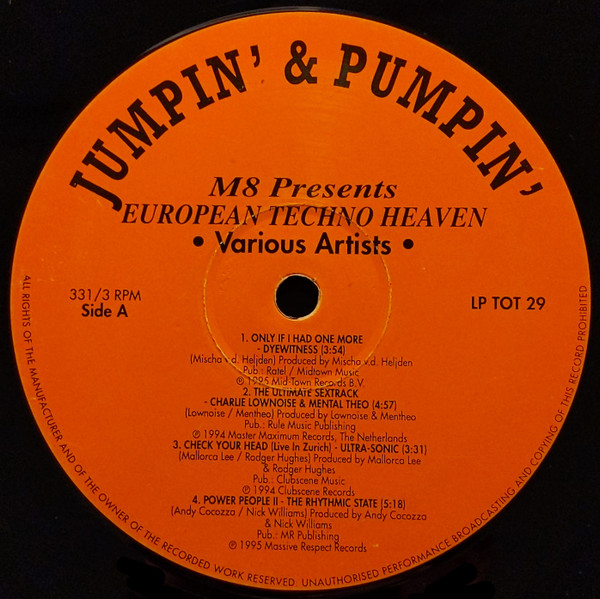 JUMPIN' & PUMPIN'
M8 Presents
EUROPEAN TECHNO HEAVEN
• Various Artists •
331/3 RPM
Side A
LP TOT 29
1. ONLY IF I HAD ONE MORE
- DYEWITNESS (3:54)
(Mischa v.d. Heljden) Produced by Mischa v.d. Heljden
Pub.: Ratel / Midtown Music
℗ 1995 Mid-Town Records B.V.
2. THE ULTIMATE SEXTRACK
- CHARLIE LOWNOISE & MENTAL THEO (4:57)
(Lownoise / Mentheo) Produced by Lownoise & Mentheo
Pub.: Rule Music Publishing
℗ 1994 Master Maximum Records, The Netherlands
3. CHECK YOUR HEAD (Live In Zurich) - ULTRA-SONIC (3:31)
(Mallorca Lee / Rodger Hughes) Produced by Mallorca Lee
& Rodger Hughes
Pub.: Clubscene Music
℗ 1994 Clubscene Records
4. POWER PEOPLE II - THE RHYTHMIC STATE (5:18)
(Andy Cocozza / Nick Williams) Produced by Andy Cocozza
& Nick Williams
Pub.: MR Publishing
℗ 1995 Massive Respect Records
ALL RIGHTS OF THE MANUFACTURER AND OF THE OWNER OF THE RECORDED WORK RESERVED. UNAUTHORISED PERFORMANCE BROADCASTING AND COPYING OF THIS RECORD PROHIBITED